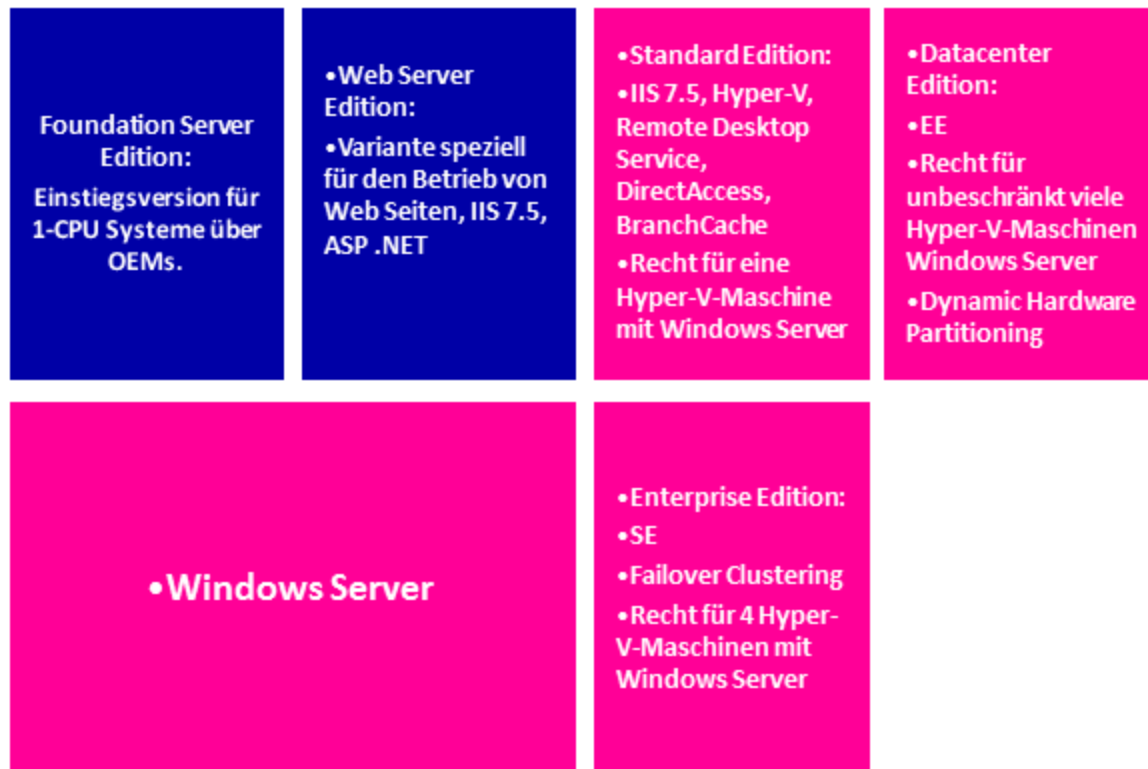 Foundation Server
Edition:
Einstiegsversion für
1-CPU Systeme über
OEMs.
•Web Server
Edition:
•Variante speziell
für den Betrieb von
Web Seiten, IIS 7.5,
ASP .NET
•Standard Edition:
•IIS 7.5, Hyper-V,
Remote Desktop
Service,
DirectAccess,
BranchCache
•Recht für eine
Hyper-V-Maschine
mit Windows Server
•Datacenter
Edition:
•EE
•Recht für
unbeschränkt viele
Hyper-V-Maschinen
Windows Server
•Dynamic Hardware
Partitioning
•Windows Server
•Enterprise Edition:
•SE
•Failover Clustering
•Recht für 4 Hyper-
V-Maschinen mit
Windows Server